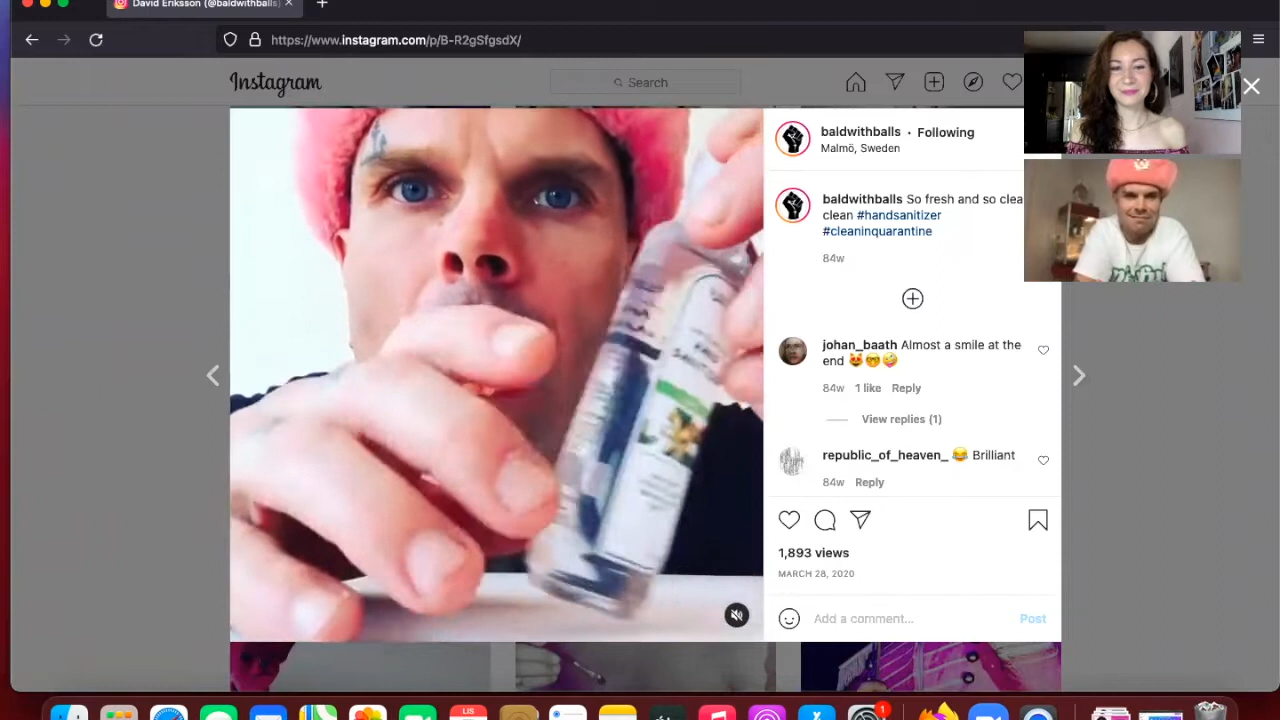 David Eriksson (@baldwithballs)
https://www.instagram.com/p/B-R2gSfgsdX/
Instagram
Search
baldwithballs • Following
Malmö, Sweden
baldwithballs So fresh and so clea
clean #handsanitizer
#cleaninquarantine
84w
johan_baath Almost a smile at the
end 😻🤓🤪
84w 1 like Reply
View replies (1)
republic_of_heaven_ 😂 Brilliant
84w Reply
1,893 views
MARCH 28, 2020
Add a comment...
Post
LIS
1